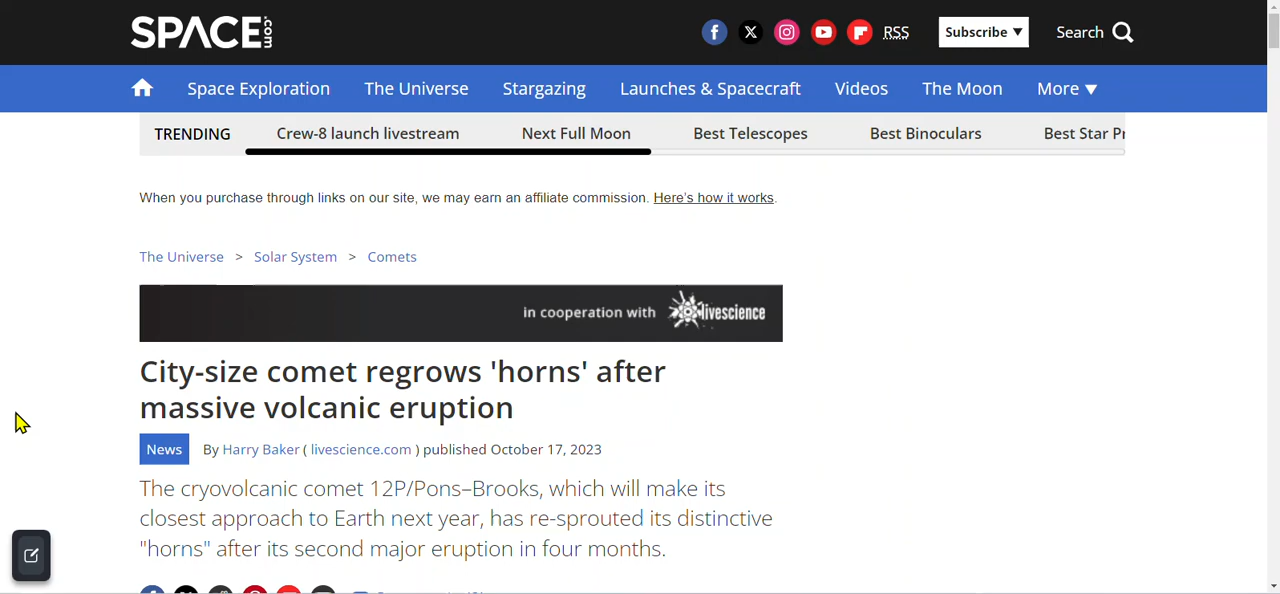 SPACE.com
RSS
Subscribe ▼
Search
Space Exploration
The Universe
Stargazing
Launches & Spacecraft
Videos
The Moon
More ▼
TRENDING
Crew-8 launch livestream
Next Full Moon
Best Telescopes
Best Binoculars
Best Star Pr
When you purchase through links on our site, we may earn an affiliate commission. Here's how it works.
The Universe > Solar System > Comets
in cooperation with livescience
City-size comet regrows 'horns' after
massive volcanic eruption
News By Harry Baker ( livescience.com ) published October 17, 2023
The cryovolcanic comet 12P/Pons–Brooks, which will make its
closest approach to Earth next year, has re-sprouted its distinctive
"horns" after its second major eruption in four months.